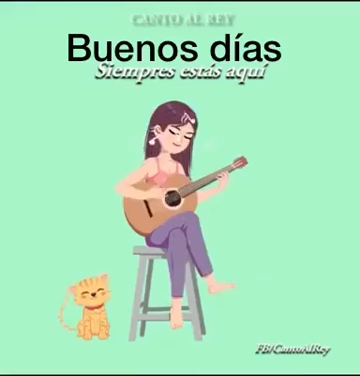 CANTO AL REY
Buenos días
Siempres estás aquí
FB/CantoAlRey